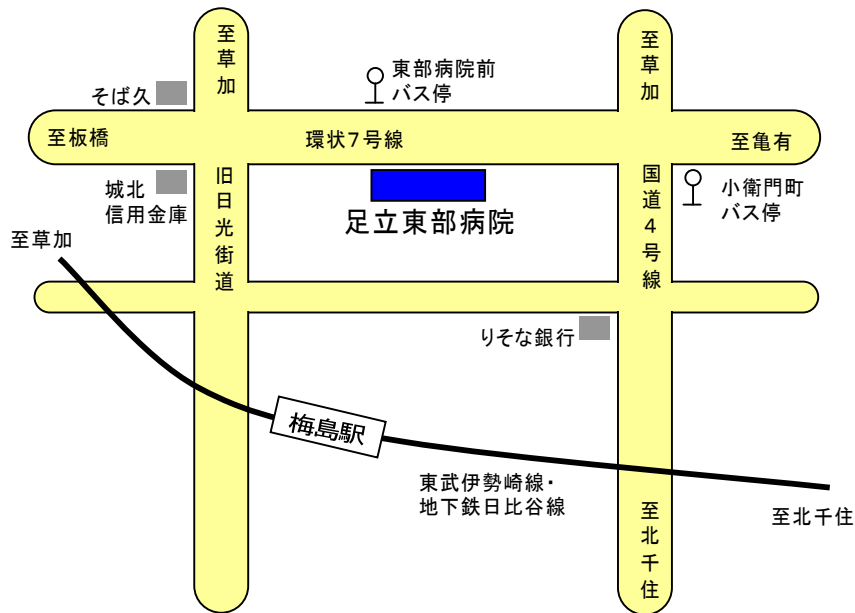 至草加
至草加
東部病院前
バス停
そば久
至板橋
環状7号線
至亀有
城北
信用金庫
旧日光街道
足立東部病院
国道4号線
小衛門町
バス停
至草加
りそな銀行
梅島駅
東武伊勢崎線・
地下鉄日比谷線
至北千住
至北千住